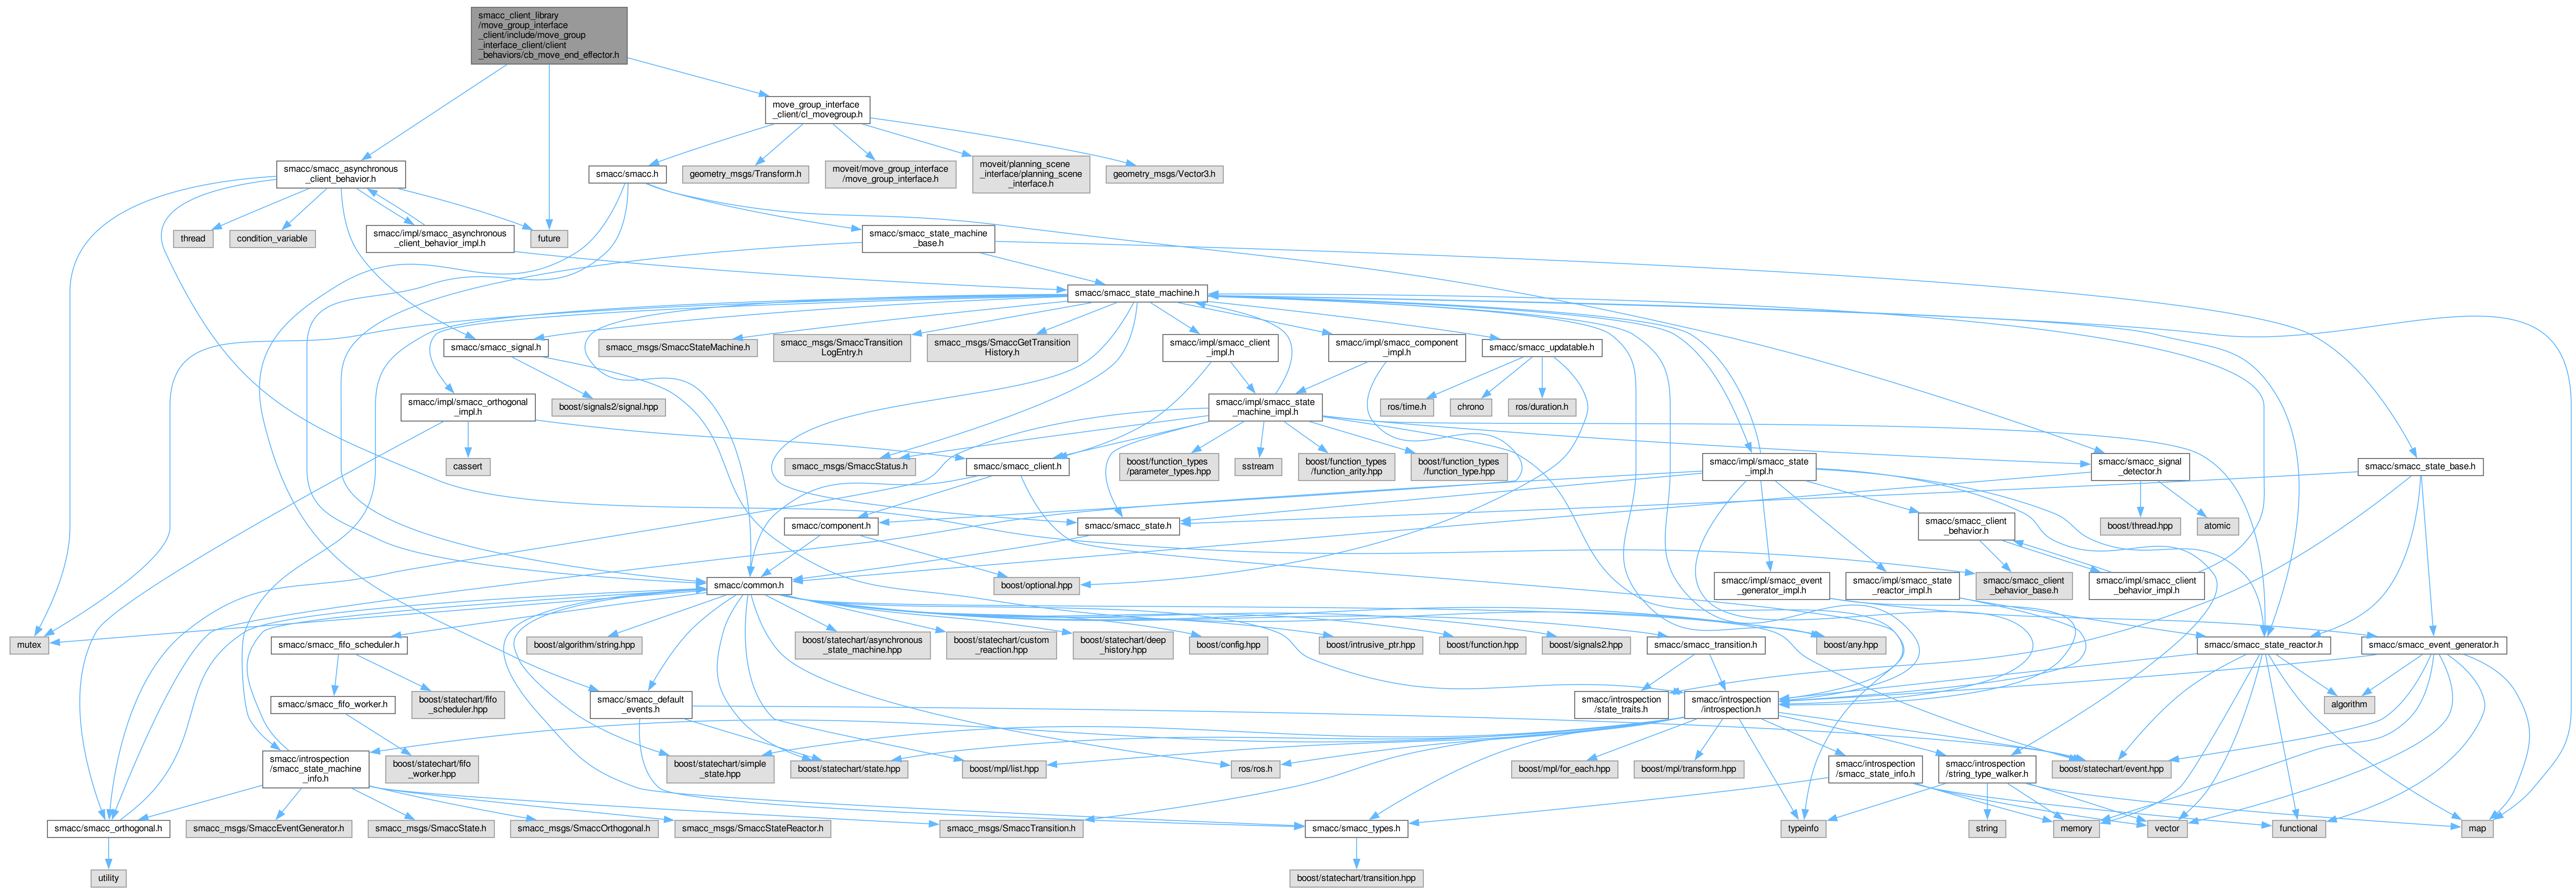 smacc_client_library
/move_group_interface
_client/include/move_group
_interface_client/client
_behaviors/cb_move_end_effector.h
move_group_interface
_client/cl_movegroup.h
smacc/smacc_asynchronous
_client_behavior.h
smacc/smacc.h
geometry_msgs/Transform.h
moveit/move_group_interface
/move_group_interface.h
moveit/planning_scene
_interface/planning_scene
_interface.h
geometry_msgs/Vector3.h
thread
condition_variable
smacc/impl/smacc_asynchronous
_client_behavior_impl.h
future
smacc/smacc_state_machine
_base.h
smacc/smacc_state_machine.h
smacc/smacc_signal.h
smacc_msgs/SmaccStateMachine.h
smacc_msgs/SmaccTransition
LogEntry.h
smacc_msgs/SmaccGetTransition
History.h
smacc/impl/smacc_client
_impl.h
smacc/impl/smacc_component
_impl.h
smacc/smacc_updatable.h
smacc/impl/smacc_orthogonal
_impl.h
boost/signals2/signal.hpp
smacc/impl/smacc_state
_machine_impl.h
ros/time.h
chrono
ros/duration.h
cassert
smacc_msgs/SmaccStatus.h
smacc/smacc_client.h
boost/function_types
/parameter_types.hpp
sstream
boost/function_types
/function_arity.hpp
boost/function_types
/function_type.hpp
smacc/impl/smacc_state
_impl.h
smacc/smacc_signal
_detector.h
smacc/smacc_state_base.h
smacc/component.h
smacc/smacc_state.h
smacc/smacc_client
_behavior.h
boost/thread.hpp
atomic
smacc/common.h
boost/optional.hpp
smacc/impl/smacc_event
_generator_impl.h
smacc/impl/smacc_state
_reactor_impl.h
smacc/smacc_client
_behavior_base.h
smacc/impl/smacc_client
_behavior_impl.h
mutex
smacc/smacc_fifo_scheduler.h
boost/algorithm/string.hpp
boost/statechart/asynchronous
_state_machine.hpp
boost/statechart/custom
_reaction.hpp
boost/statechart/deep
_history.hpp
boost/config.hpp
boost/intrusive_ptr.hpp
boost/function.hpp
boost/signals2.hpp
smacc/smacc_transition.h
boost/any.hpp
smacc/smacc_state_reactor.h
smacc/smacc_event_generator.h
smacc/smacc_fifo_worker.h
boost/statechart/fifo
_scheduler.hpp
smacc/smacc_default
_events.h
smacc/introspection
/state_traits.h
smacc/introspection
/introspection.h
algorithm
smacc/introspection
/smacc_state_machine
_info.h
boost/statechart/fifo
_worker.hpp
boost/statechart/simple
_state.hpp
boost/statechart/state.hpp
boost/mpl/list.hpp
ros/ros.h
boost/mpl/for_each.hpp
boost/mpl/transform.hpp
smacc/introspection
/smacc_state_info.h
smacc/introspection
/string_type_walker.h
boost/statechart/event.hpp
smacc/smacc_orthogonal.h
smacc_msgs/SmaccEventGenerator.h
smacc_msgs/SmaccState.h
smacc_msgs/SmaccOrthogonal.h
smacc_msgs/SmaccStateReactor.h
smacc_msgs/SmaccTransition.h
smacc/smacc_types.h
typeinfo
string
memory
vector
functional
map
utility
boost/statechart/transition.hpp